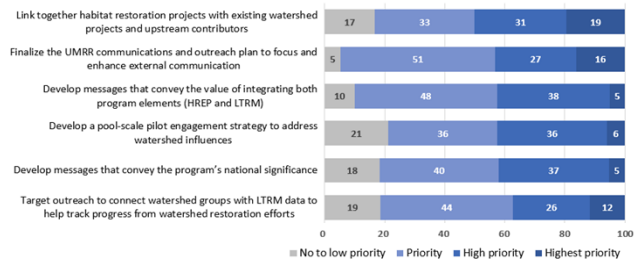 Link together habitat restoration projects with existing watershed
projects and upstream contributors
17 33 31 19
Finalize the UMRR communications and outreach plan to focus and
enhance external communication
5 51 27 16
Develop messages that convey the value of integrating both
program elements (HREP and LTRM)
10 48 38 5
Develop a pool-scale pilot engagement strategy to address
watershed influences
21 36 36 6
Develop messages that convey the program's national significance
18 40 37 5
Target outreach to connect watershed groups with LTRM data to
help track progress from watershed restoration efforts
19 44 26 12
0 20 40 60 80 100
No to low priority Priority High priority Highest priority